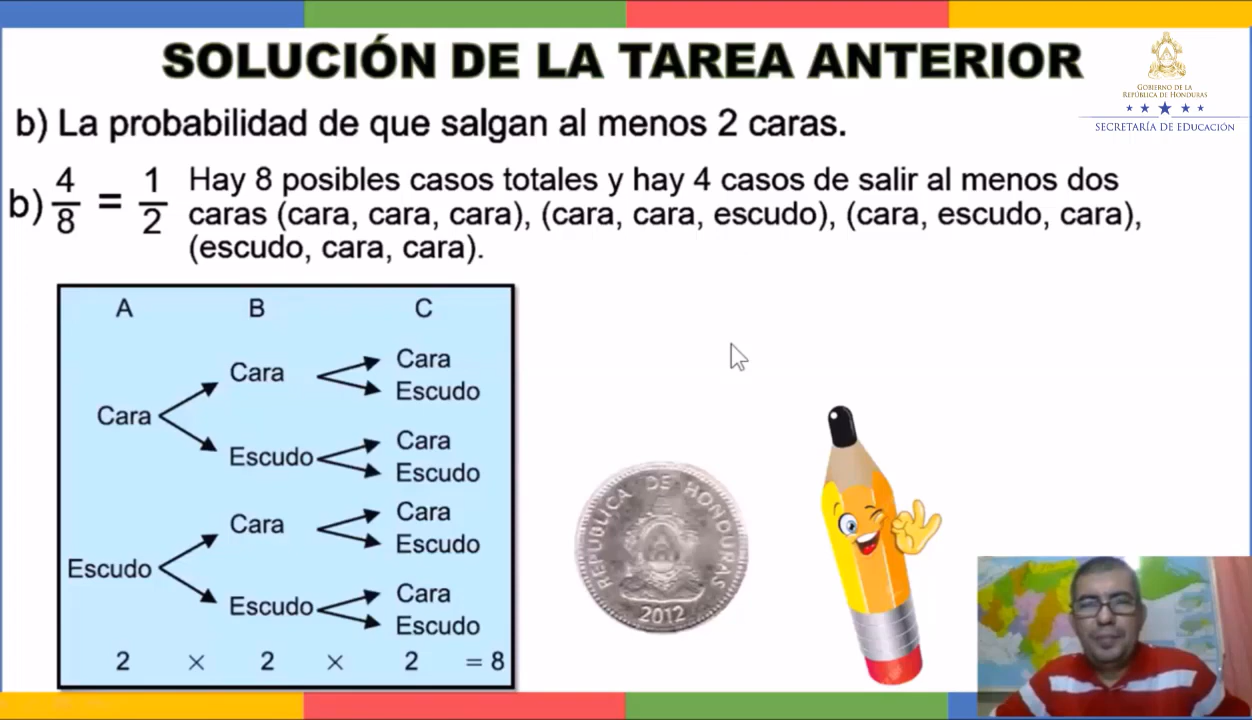 SOLUCIÓN DE LA TAREA ANTERIOR
GOBIERNO DE LA
REPÚBLICA DE HONDURAS
SECRETARÍA DE EDUCACIÓN
b) La probabilidad de que salgan al menos 2 caras.
b) 4/8 = 1/2 Hay 8 posibles casos totales y hay 4 casos de salir al menos dos
caras (cara, cara, cara), (cara, cara, escudo), (cara, escudo, cara),
(escudo, cara, cara).
A B C
Cara
Cara
Escudo
Cara
Escudo
Cara
Escudo
Cara
Cara
Escudo
Escudo
Escudo
Cara
Escudo
2 × 2 × 2 = 8
REPUBLICA DE HONDURAS
2012